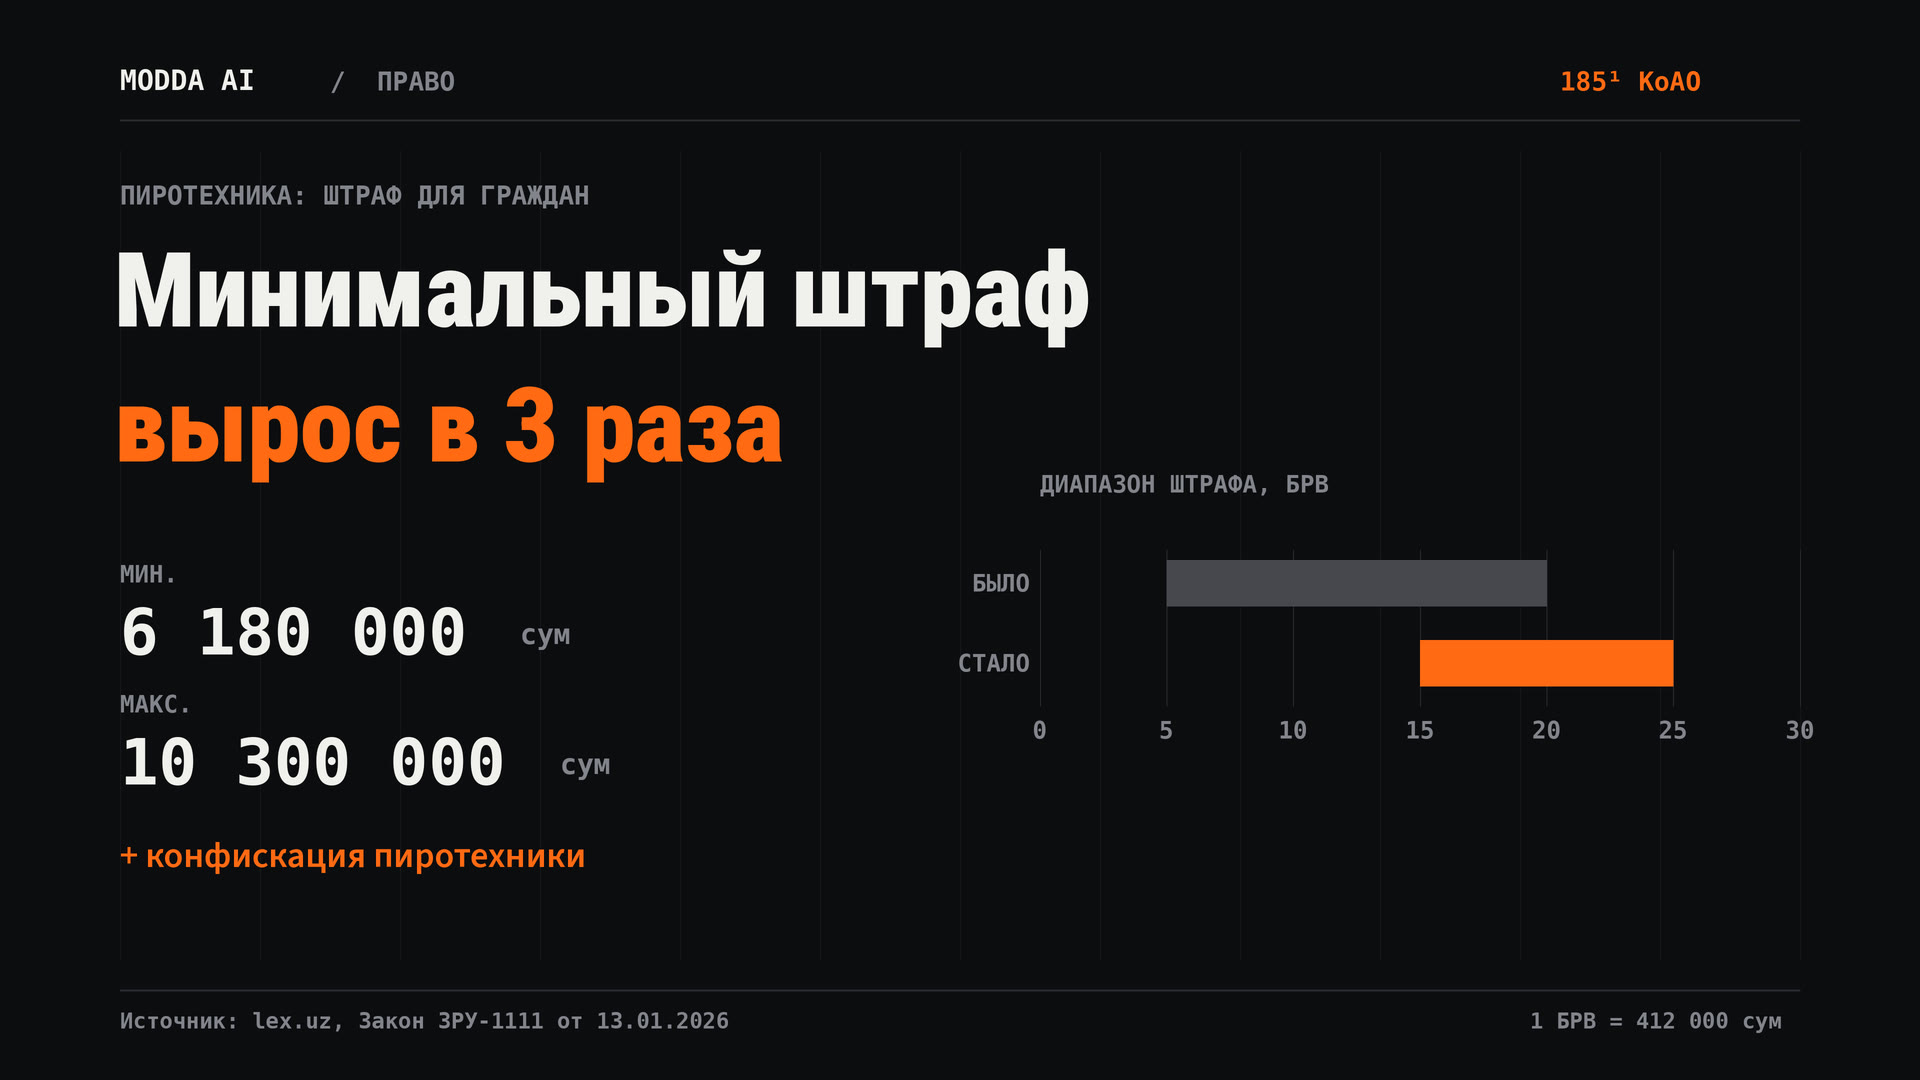 MODDA AI / ПРАВО
185¹ КоАО
ПИРОТЕХНИКА: ШТРАФ ДЛЯ ГРАЖДАН
Минимальный штраф
вырос в 3 раза
МИН.
6 180 000 сум
МАКС.
10 300 000 сум
+ конфискация пиротехники
ДИАПАЗОН ШТРАФА, БРВ
БЫЛО
СТАЛО
0 5 10 15 20 25 30
Источник: lex.uz, Закон ЗРУ-1111 от 13.01.2026
1 БРВ = 412 000 сум